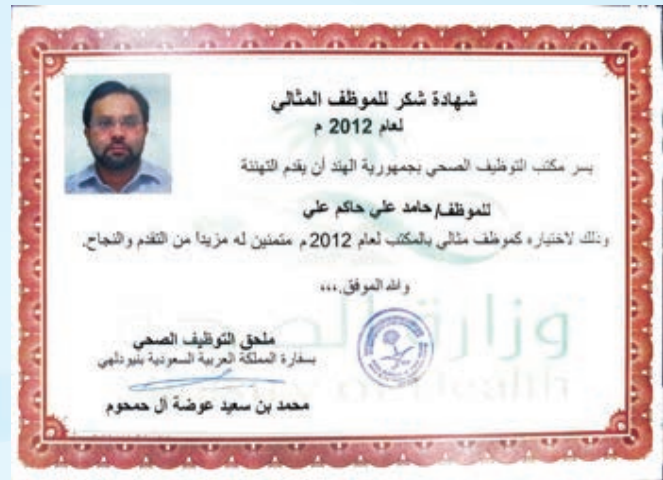 شهادة شكر للموظف المثالي
لعام 2012 م
يسر مكتب التوظيف الصحي بجمهورية الهند أن يقدم التهنئة
للموظف/حامد علي حاكم علي
وذلك لاختياره كموظف مثالي بالمكتب لعام 2012 م متمنين له مزيداً من التقدم والنجاح.
والله الموفق,,,
وزارة الصحة
ملحق التوظيف الصحي
بسفارة المملكة العربية السعودية بنيودلهي
محمد بن سعيد عوضة آل حمحوم